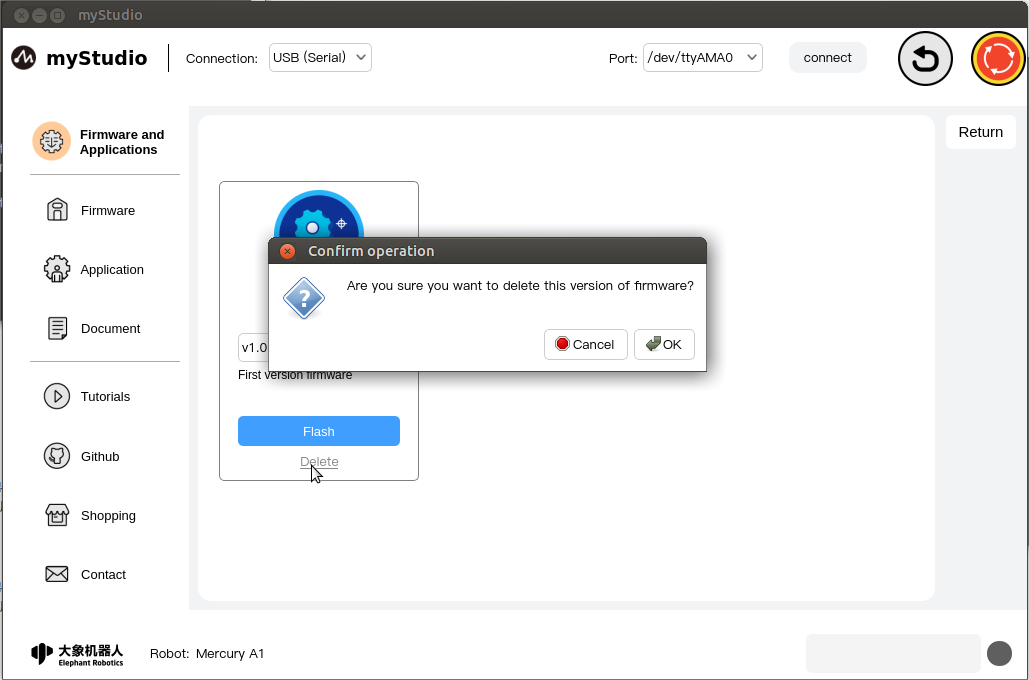 myStudio
myStudio
Connection:
USB (Serial)
Port:
/dev/ttyAMA0
connect
Firmware and
Applications
Return
Firmware
Application
Document
Tutorials
Github
Shopping
Contact
Confirm operation
?
Are you sure you want to delete this version of firmware?
Cancel
OK
v1.0
First version firmware
Flash
Delete
大象机器人
Elephant Robotics
Robot: Mercury A1